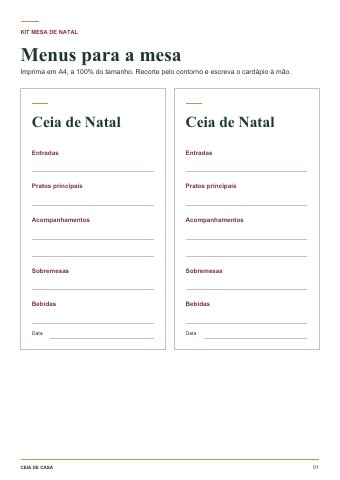 KIT MESA DE NATAL
Menus para a mesa
Imprima em A4, a 100% do tamanho. Recorte pelo contorno e escreva o cardápio à mão.
Ceia de Natal
Entradas
Pratos principais
Acompanhamentos
Sobremesas
Bebidas
Data
Ceia de Natal
Entradas
Pratos principais
Acompanhamentos
Sobremesas
Bebidas
Data
CEIA DE CASA
01